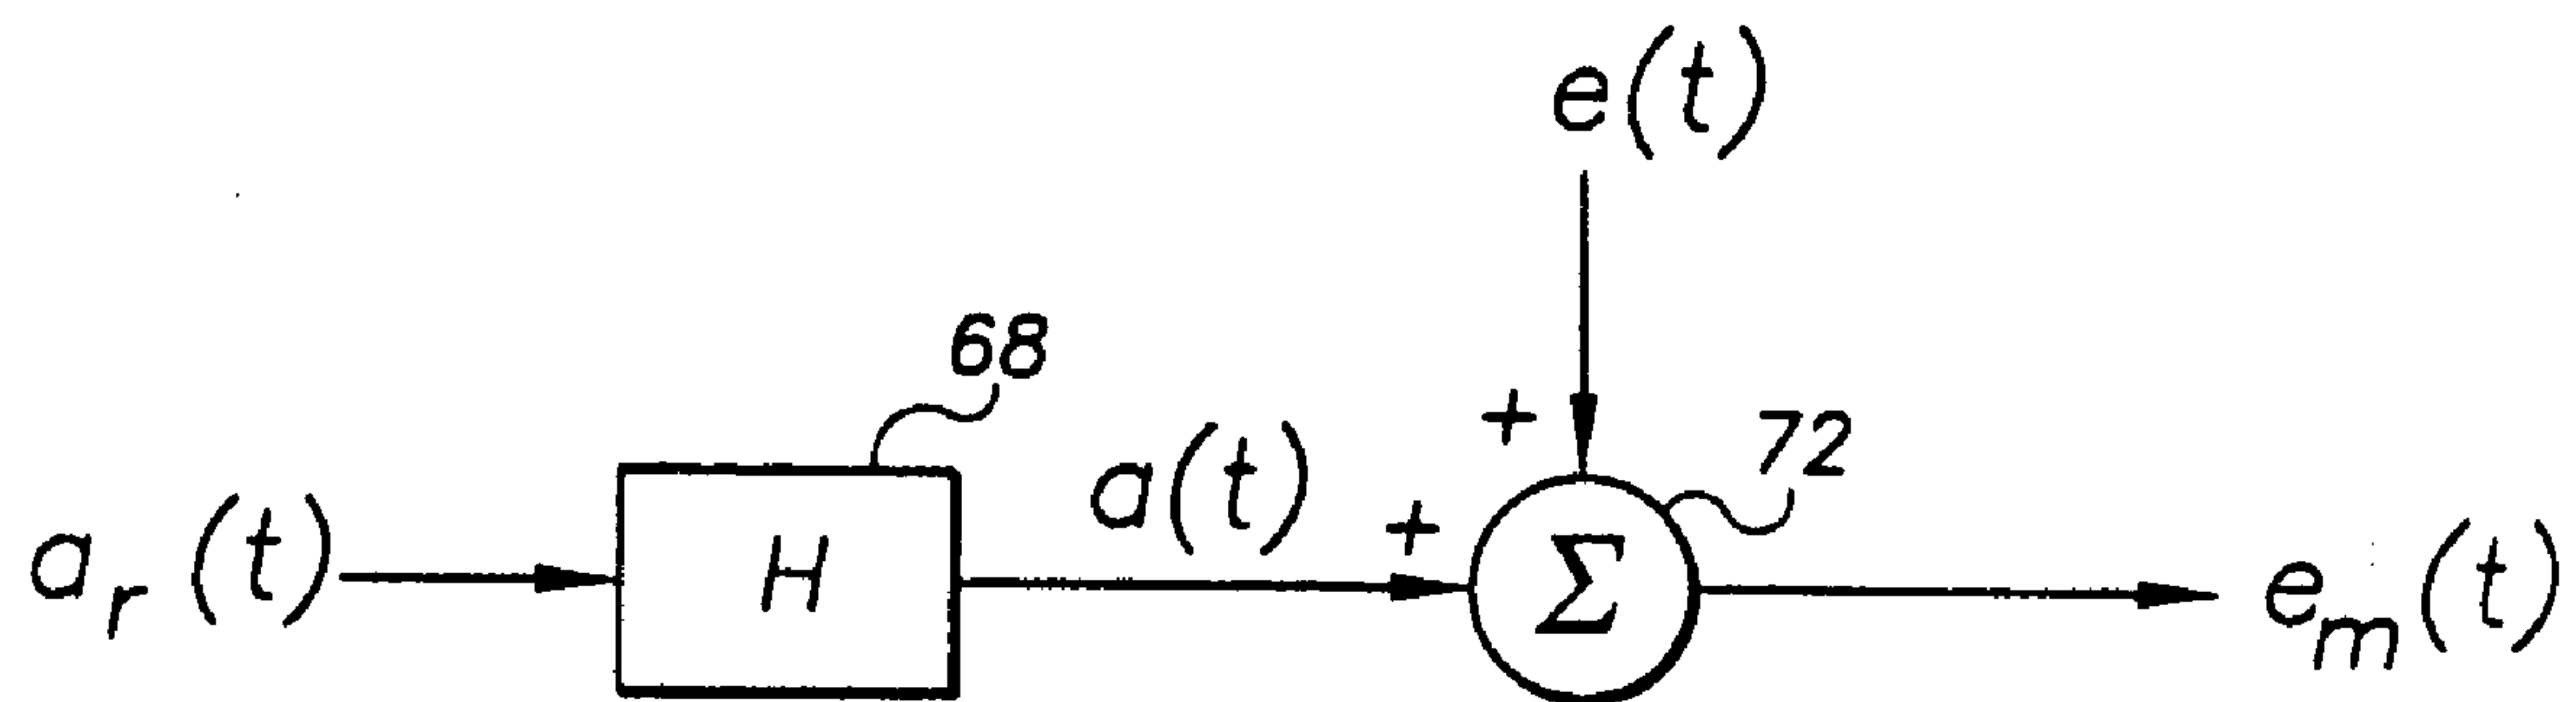 e(t)
68
+
72
a(t)
+
a_r(t)
H
Σ
e_m(t)